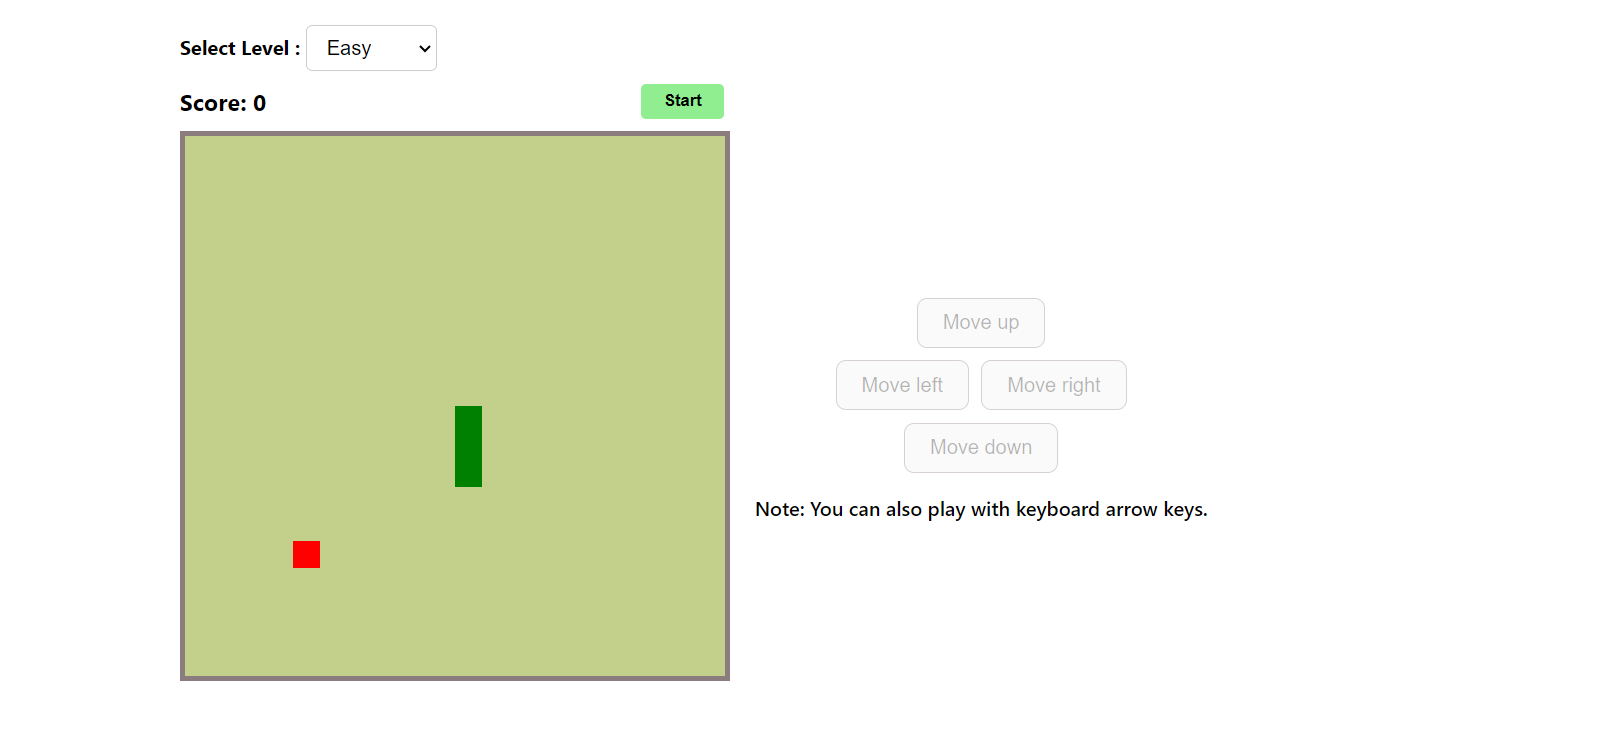 Select Level : Easy
Score: 0 Start
Move up
Move left Move right
Move down
Note: You can also play with keyboard arrow keys.